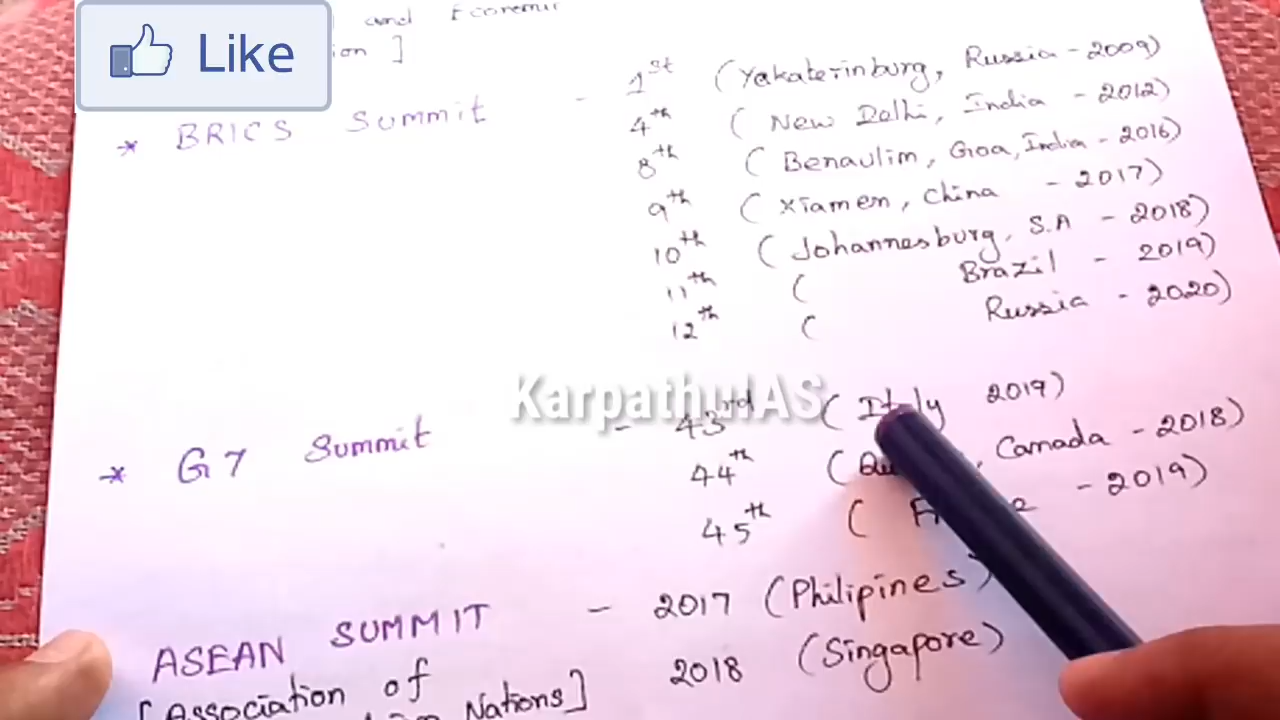 Like
and Economic
ion ]
* BRICS Summit - 1st (Yakaterinburg, Russia - 2009)
4th ( New Delhi, India - 2012)
8th ( Benaulim, Goa, India - 2016)
9th ( Xiamen, China - 2017)
10th ( Johannesburg, S.A - 2018)
11th ( Brazil - 2019)
12th ( Russia - 2020)
KarpathuIAS
* G7 Summit - 43rd ( Italy 2019)
44th ( , Canada - 2018)
45th ( - 2019)
ASEAN SUMMIT - 2017 (Philipines)
[Association of 2018 (Singapore)
Nations]